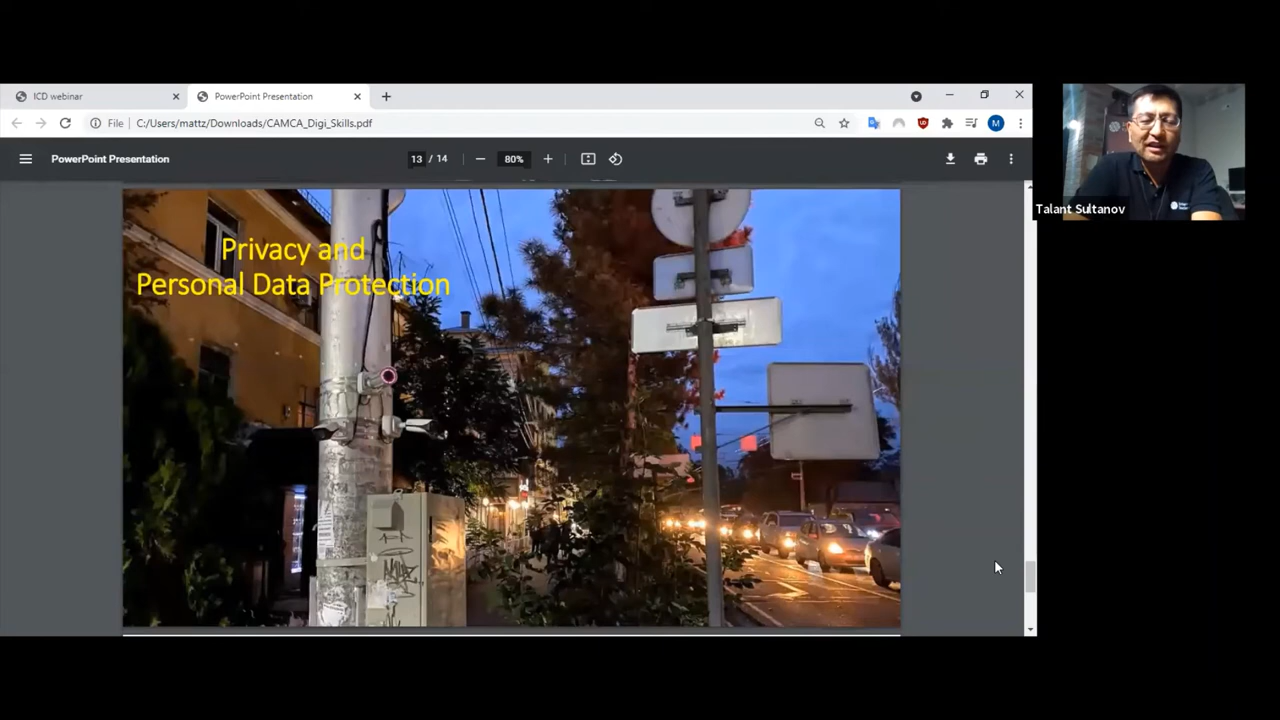 ICD webinar
PowerPoint Presentation
File
C:/Users/mattz/Downloads/CAMCA_Digi_Skills.pdf
M
PowerPoint Presentation
13 / 14
80%
Privacy and
Personal Data Protection
Talant Sultanov